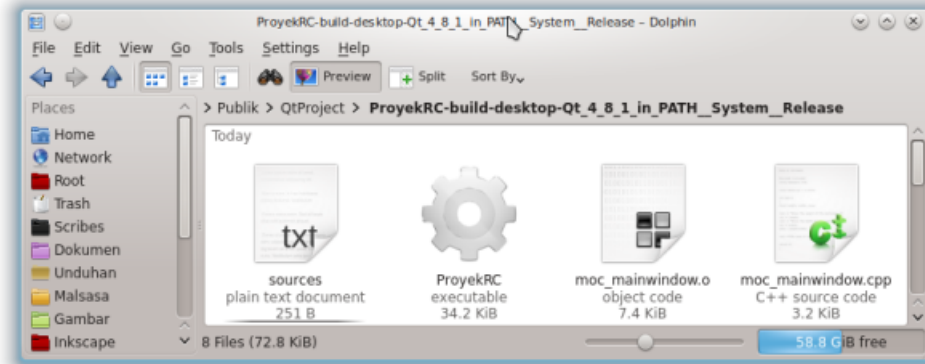 ProyekRC-build-desktop-Qt_4_8_1_in_PATH__System__Release – Dolphin
File Edit View Go Tools Settings Help
Preview Split Sort By
Places
> Publik > QtProject > ProyekRC-build-desktop-Qt_4_8_1_in_PATH__System__Release
Home
Network
Root
Trash
Scribes
Dokumen
Unduhan
Malsasa
Gambar
Inkscape
Today
txt
sources
plain text document
251 B
ProyekRC
executable
34.2 KiB
moc_mainwindow.o
object code
7.4 KiB
moc_mainwindow.cpp
C++ source code
3.2 KiB
8 Files (72.8 KiB)
58.8 GiB free